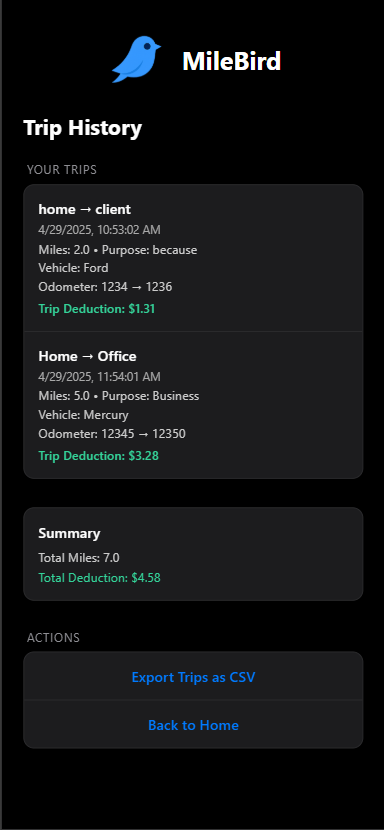 MileBird
Trip History
YOUR TRIPS
home → client
4/29/2025, 10:53:02 AM
Miles: 2.0 • Purpose: because
Vehicle: Ford
Odometer: 1234 → 1236
Trip Deduction: $1.31
Home → Office
4/29/2025, 11:54:01 AM
Miles: 5.0 • Purpose: Business
Vehicle: Mercury
Odometer: 12345 → 12350
Trip Deduction: $3.28
Summary
Total Miles: 7.0
Total Deduction: $4.58
ACTIONS
Export Trips as CSV
Back to Home